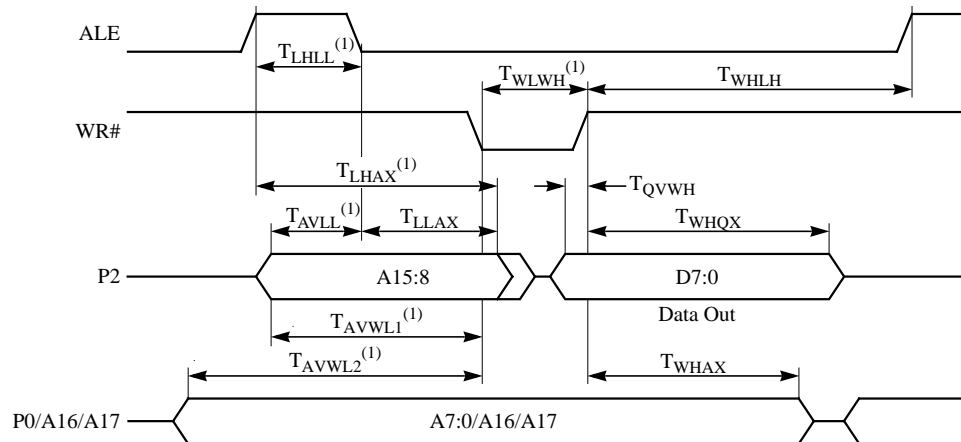 ALE
T_LHLL^(1)
T_WLWH^(1)
T_WHLH
WR#
T_LHAX^(1)
T_QVWH
T_AVLL^(1)
T_LLAX
T_WHQX
P2
A15:8
D7:0
Data Out
T_AVWL1^(1)
T_AVWL2^(1)
T_WHAX
P0/A16/A17
A7:0/A16/A17